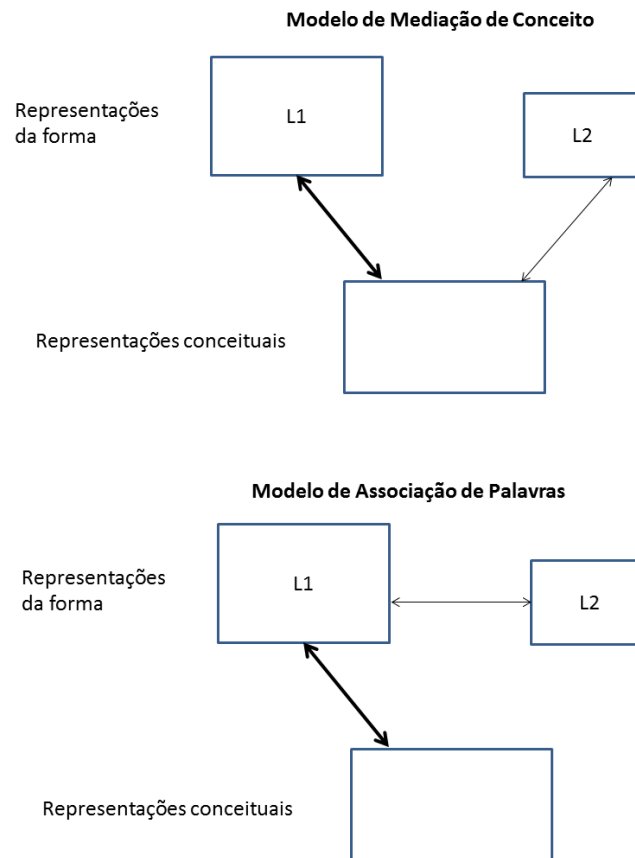 Modelo de Mediação de Conceito
Representações
da forma
L1
L2
Representações conceituais
Modelo de Associação de Palavras
Representações
da forma
L1
L2
Representações conceituais